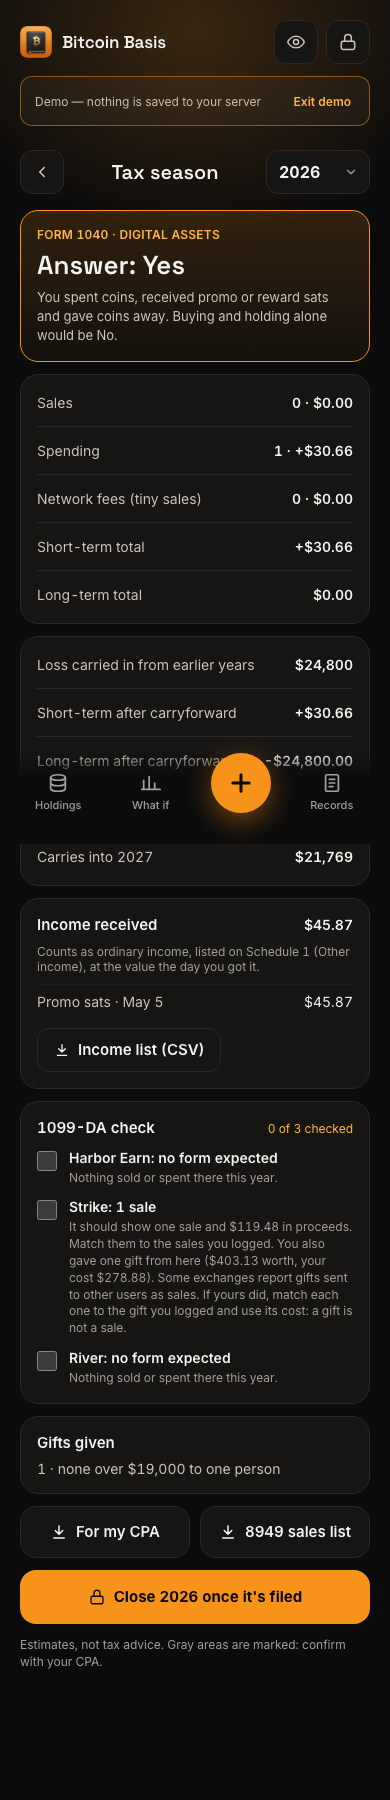 Bitcoin Basis
Demo — nothing is saved to your server
Exit demo
Tax season
2026
FORM 1040 · DIGITAL ASSETS
Answer: Yes
You spent coins, received promo or reward sats
and gave coins away. Buying and holding alone
would be No.
Sales 0 · $0.00
Spending 1 · +$30.66
Network fees (tiny sales) 0 · $0.00
Short-term total +$30.66
Long-term total $0.00
Loss carried in from earlier years $24,800
Short-term after carryforward +$30.66
Long-term after carryforwa -$24,800.00
Holdings
What if
Records
Carries into 2027 $21,769
Income received $45.87
Counts as ordinary income, listed on Schedule 1 (Other
income), at the value the day you got it.
Promo sats · May 5 $45.87
Income list (CSV)
1099-DA check 0 of 3 checked
Harbor Earn: no form expected
Nothing sold or spent there this year.
Strike: 1 sale
It should show one sale and $119.48 in proceeds.
Match them to the sales you logged. You also
gave one gift from here ($403.13 worth, your
cost $278.88). Some exchanges report gifts sent
to other users as sales. If yours did, match each
one to the gift you logged and use its cost: a gift is
not a sale.
River: no form expected
Nothing sold or spent there this year.
Gifts given
1 · none over $19,000 to one person
For my CPA
8949 sales list
Close 2026 once it's filed
Estimates, not tax advice. Gray areas are marked: confirm
with your CPA.